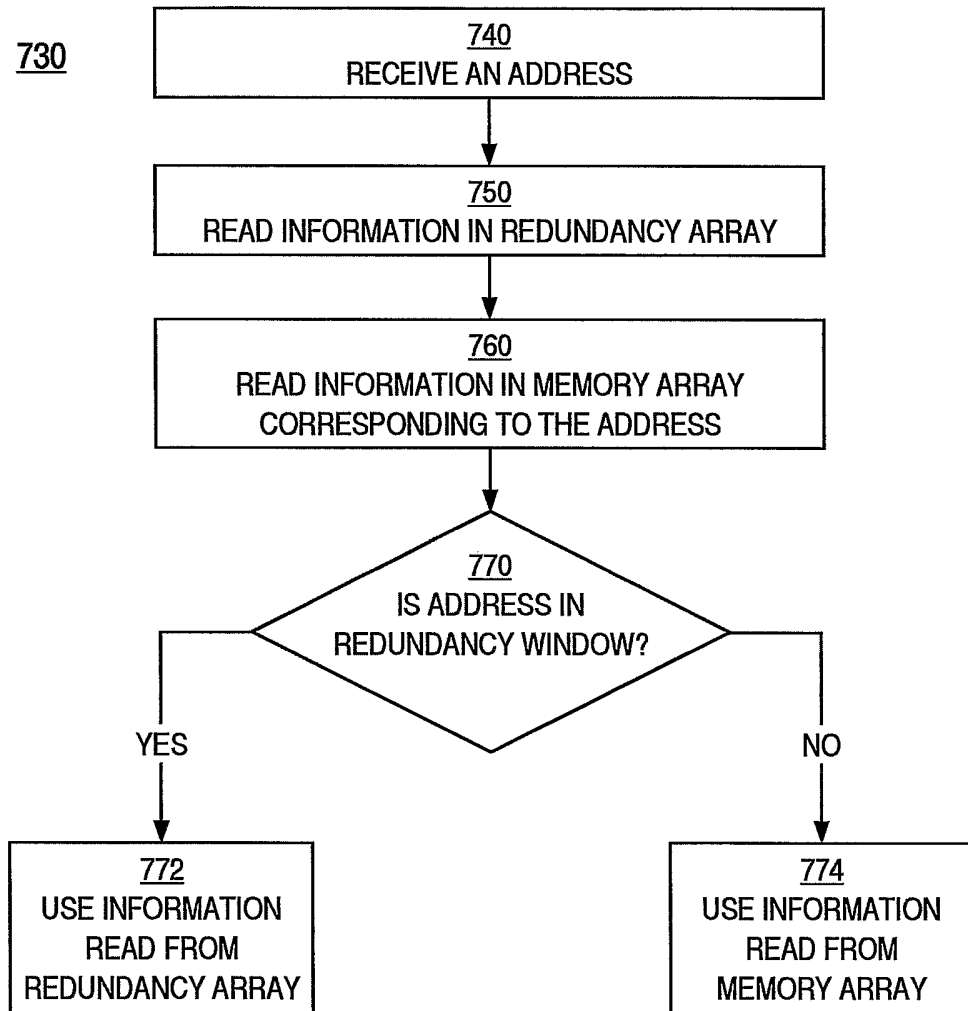 730
740
RECEIVE AN ADDRESS
750
READ INFORMATION IN REDUNDANCY ARRAY
760
READ INFORMATION IN MEMORY ARRAY
CORRESPONDING TO THE ADDRESS
770
IS ADDRESS IN
REDUNDANCY WINDOW?
YES
NO
772
USE INFORMATION
READ FROM
REDUNDANCY ARRAY
774
USE INFORMATION
READ FROM
MEMORY ARRAY